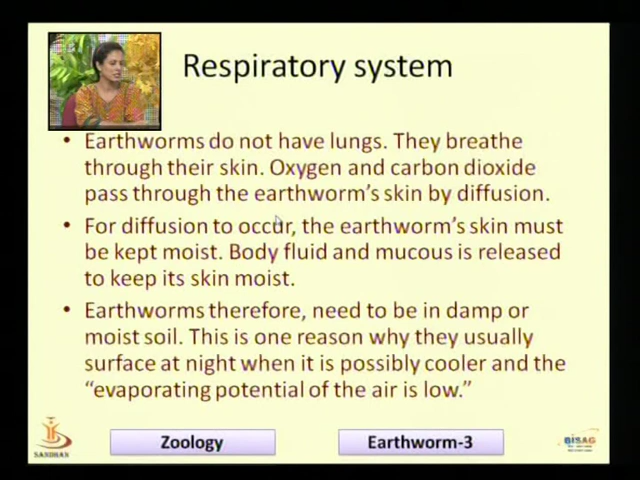 Respiratory system
• Earthworms do not have lungs. They breathe
through their skin. Oxygen and carbon dioxide
pass through the earthworm's skin by diffusion.
• For diffusion to occur, the earthworm's skin must
be kept moist. Body fluid and mucous is released
to keep its skin moist.
• Earthworms therefore, need to be in damp or
moist soil. This is one reason why they usually
surface at night when it is possibly cooler and the
“evaporating potential of the air is low.”
SANDHAN
Zoology
Earthworm-3
BISAG